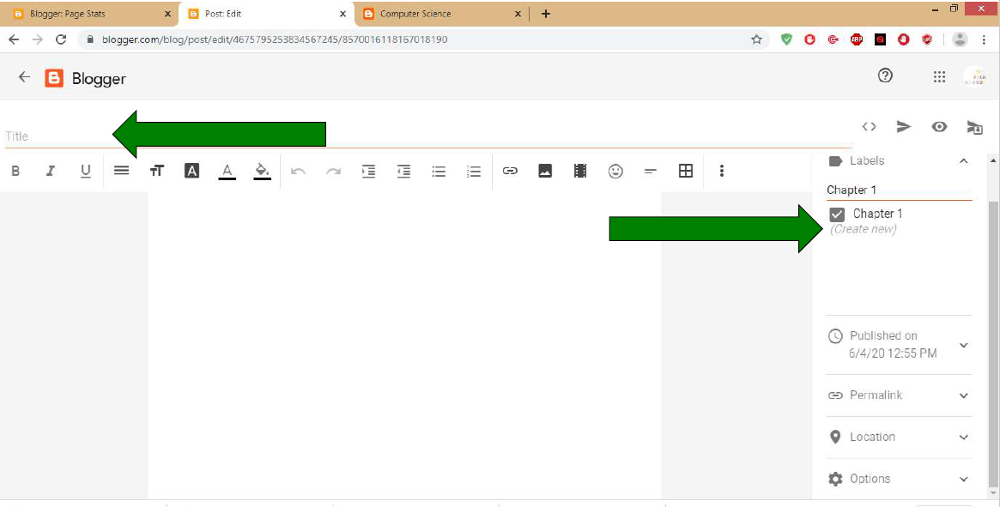 Blogger: Page Stats
Post: Edit
Computer Science
blogger.com/blog/post/edit/4675795253834567245/8570016118167018190
ABP
Blogger
Title
B I U
Labels
Chapter 1
Chapter 1
(Create new)
Published on
6/4/20 12:55 PM
Permalink
Location
Options